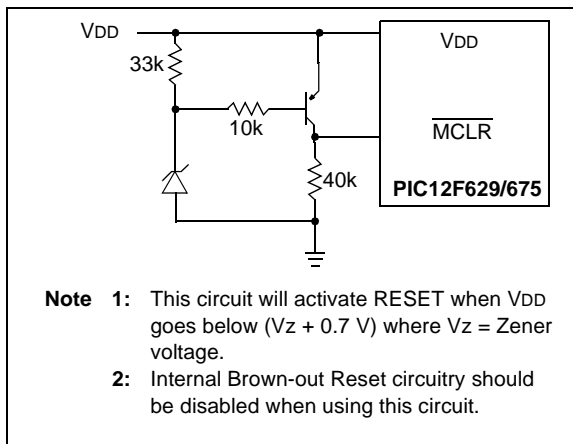 VDD
VDD
33k
10k
MCLR
40k
PIC12F629/675
Note 1: This circuit will activate RESET when VDD
goes below (Vz + 0.7 V) where Vz = Zener
voltage.
2: Internal Brown-out Reset circuitry should
be disabled when using this circuit.